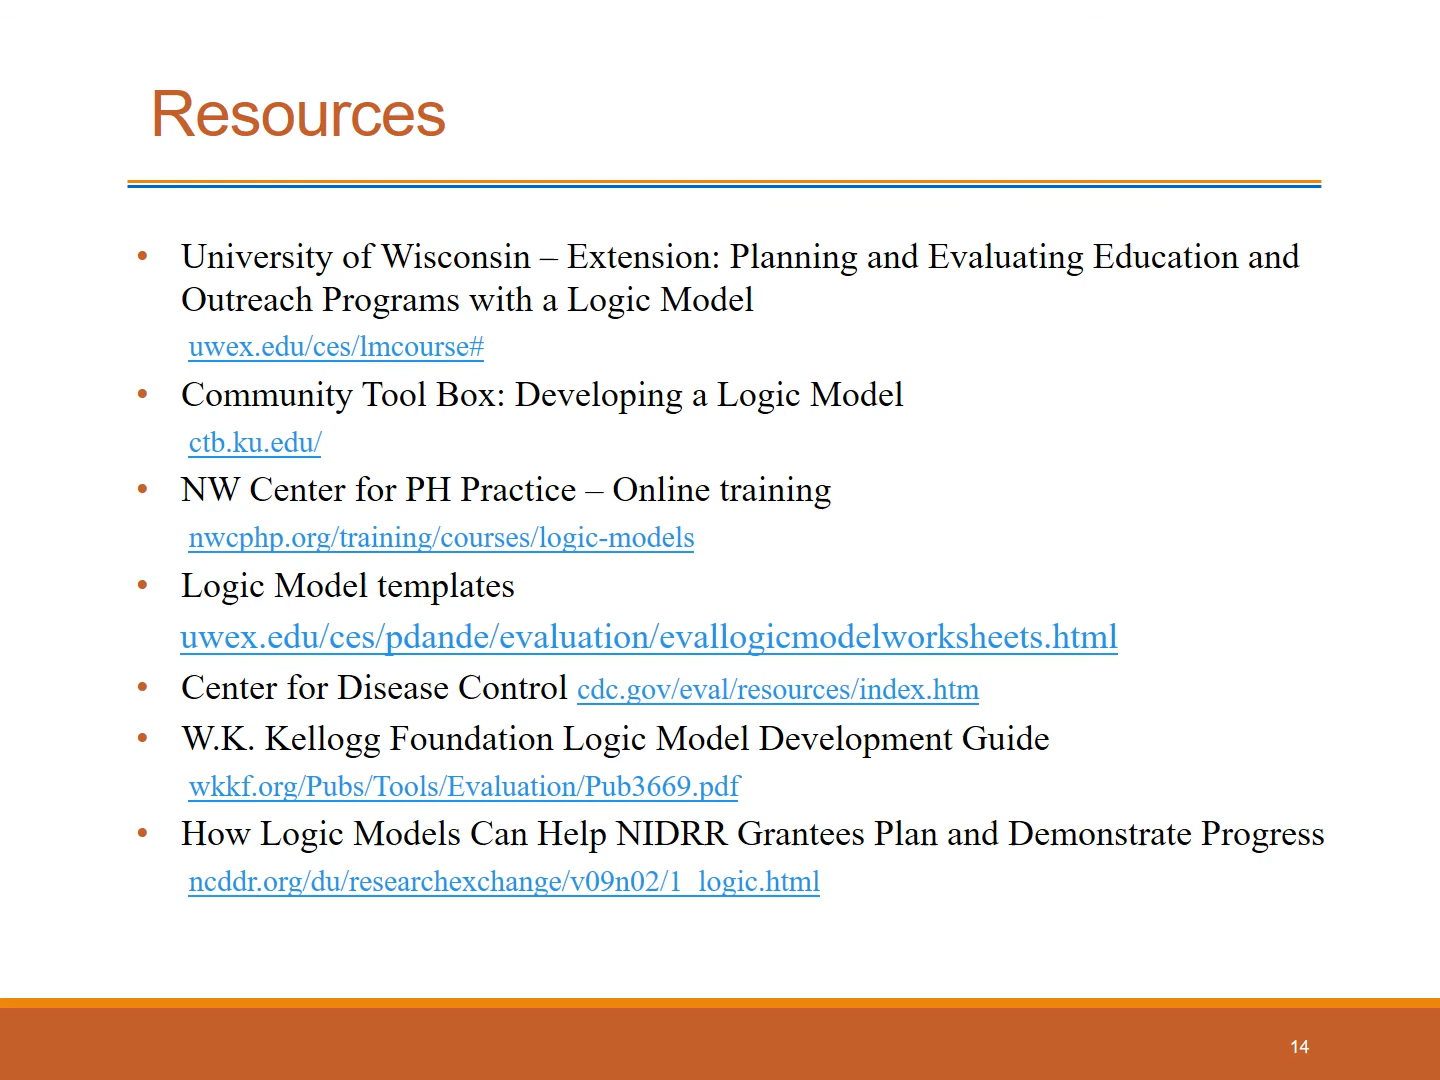 Resources
• University of Wisconsin – Extension: Planning and Evaluating Education and
Outreach Programs with a Logic Model
uwex.edu/ces/lmcourse#
• Community Tool Box: Developing a Logic Model
ctb.ku.edu/
• NW Center for PH Practice – Online training
nwcphp.org/training/courses/logic-models
• Logic Model templates
uwex.edu/ces/pdande/evaluation/evallogicmodelworksheets.html
• Center for Disease Control cdc.gov/eval/resources/index.htm
• W.K. Kellogg Foundation Logic Model Development Guide
wkkf.org/Pubs/Tools/Evaluation/Pub3669.pdf
• How Logic Models Can Help NIDRR Grantees Plan and Demonstrate Progress
ncddr.org/du/researchexchange/v09n02/1_logic.html
14